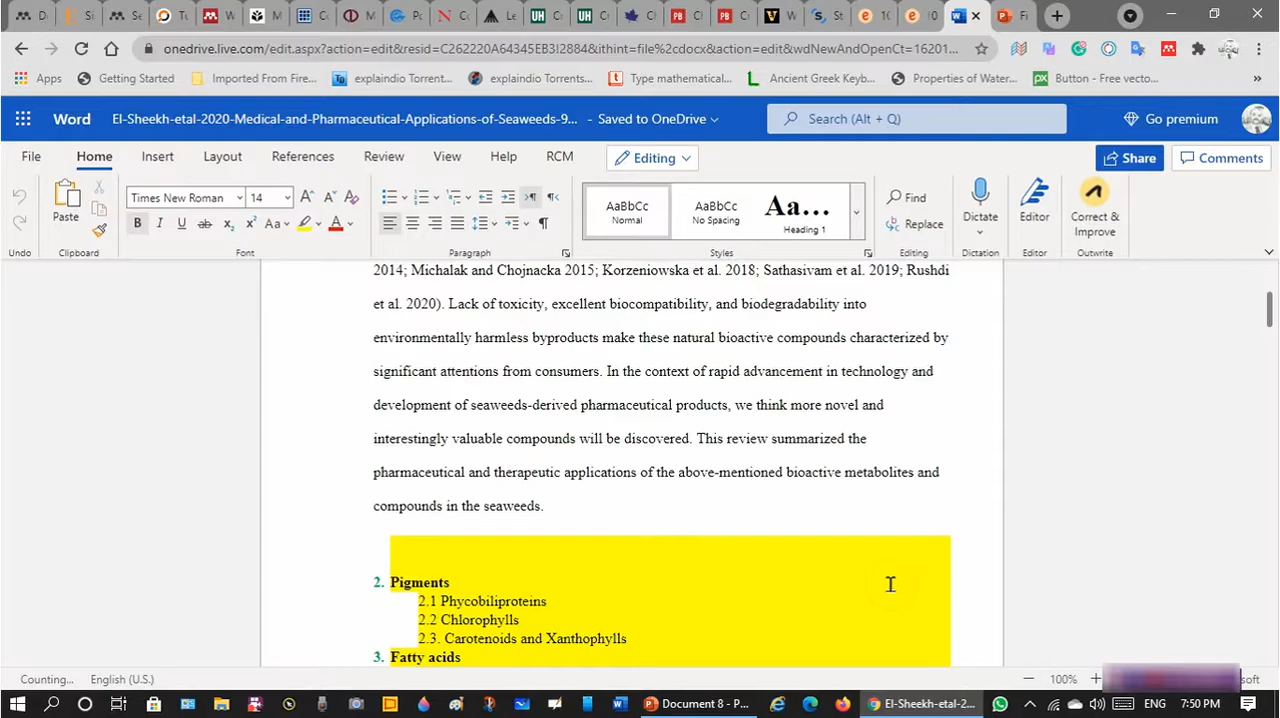 onedrive.live.com/edit.aspx?action=edit&resid=C262220A64345EB3!2884&ithint=file%2cdocx&action=edit&wdNewAndOpenCt=16201...
Apps Getting Started Imported From Fire... explaindio Torrent... explaindio Torrents... Type mathematical... Ancient Greek Keyb... Properties of Water... Button - Free vecto... »
Word El-Sheekh-etal-2020-Medical-and-Pharmaceutical-Applications-of-Seaweeds-9... - Saved to OneDrive Search (Alt + Q) Go premium
File Home Insert Layout References Review View Help RCM Editing Share Comments
Paste Times New Roman 14 AaBbCc Normal AaBbCc No Spacing Aa... Heading 1 Find Replace Dictate Editor Correct & Improve
Undo Clipboard Font Paragraph Styles Editing Dictation Editor Outwrite
2014; Michalak and Chojnacka 2015; Korzeniowska et al. 2018; Sathasivam et al. 2019; Rushdi
et al. 2020). Lack of toxicity, excellent biocompatibility, and biodegradability into
environmentally harmless byproducts make these natural bioactive compounds characterized by
significant attentions from consumers. In the context of rapid advancement in technology and
development of seaweeds-derived pharmaceutical products, we think more novel and
interestingly valuable compounds will be discovered. This review summarized the
pharmaceutical and therapeutic applications of the above-mentioned bioactive metabolites and
compounds in the seaweeds.
2. Pigments
2.1 Phycobiliproteins
2.2 Chlorophylls
2.3. Carotenoids and Xanthophylls
3. Fatty acids
Counting... English (U.S.) 100% soft
Document 8 - P... El-Sheekh-etal-2... ENG 7:50 PM